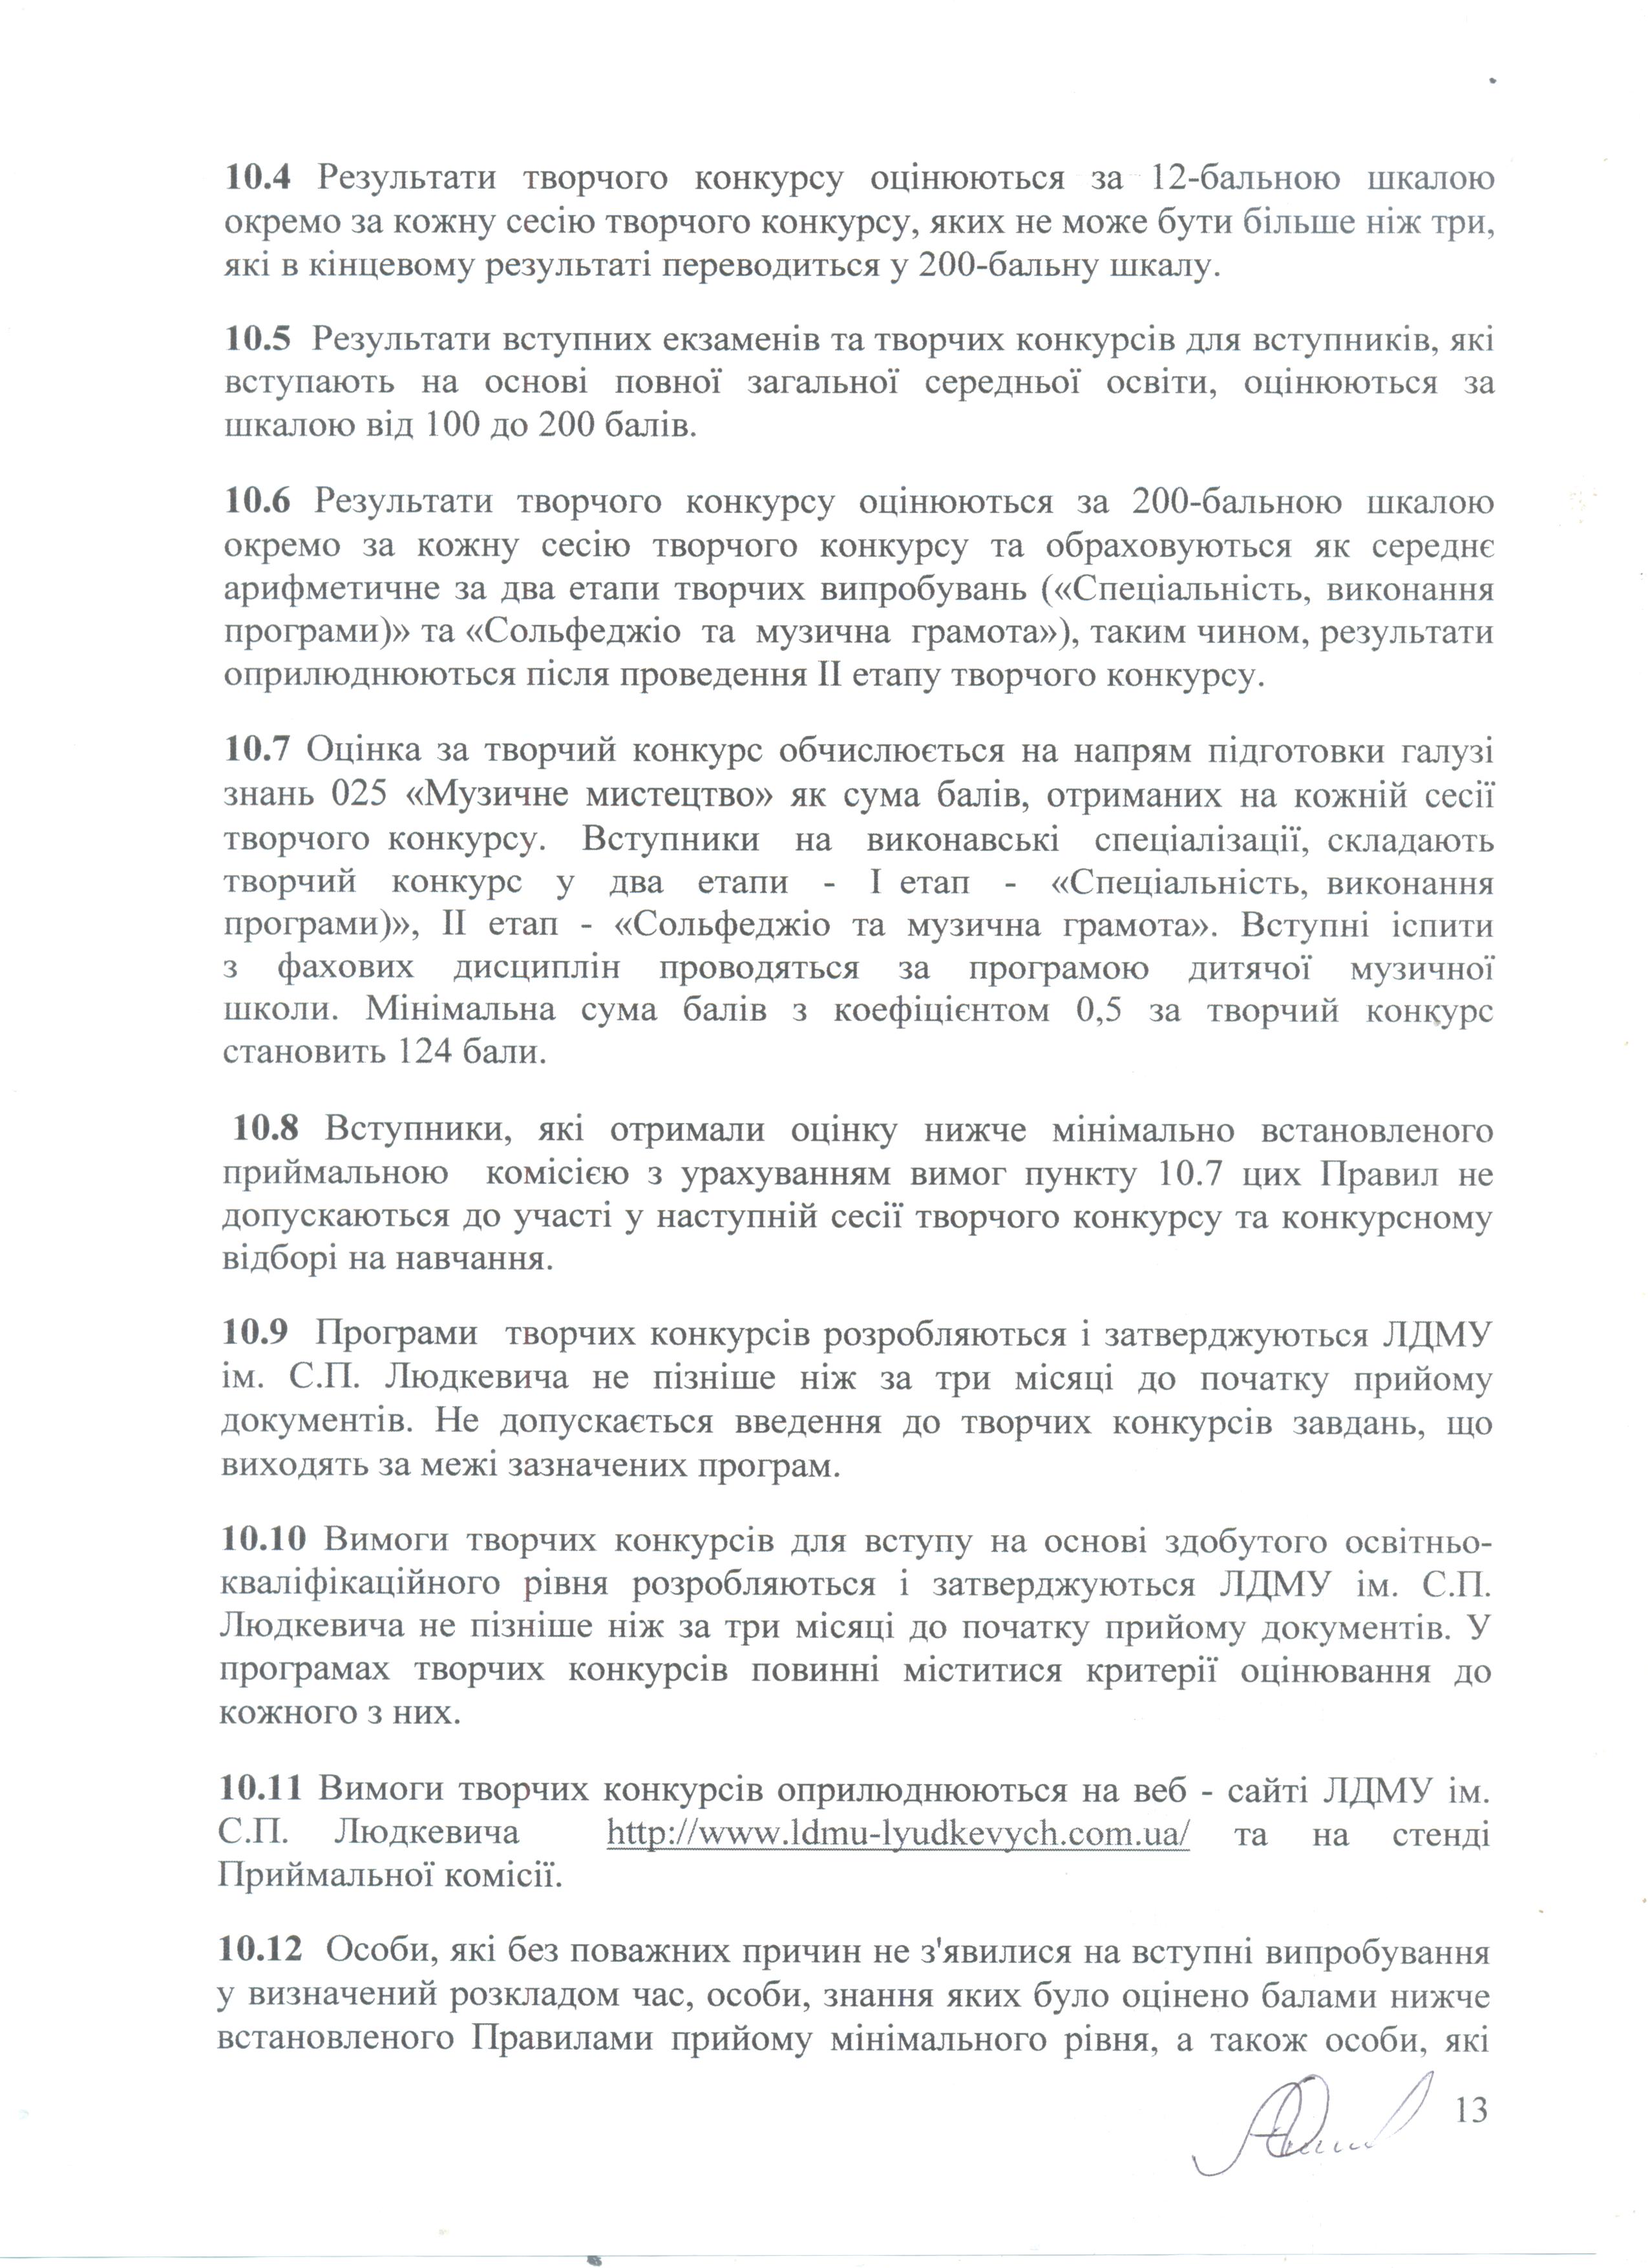 10.4 Результати творчого конкурсу оцінюються за 12-бальною шкалою
окремо за кожну сесію творчого конкурсу, яких не може бути більше ніж три,
які в кінцевому результаті переводиться у 200-бальну шкалу.
10.5 Результати вступних екзаменів та творчих конкурсів для вступників, які
вступають на основі повної загальної середньої освіти, оцінюються за
шкалою від 100 до 200 балів.
10.6 Результати творчого конкурсу оцінюються за 200-бальною шкалою
окремо за кожну сесію творчого конкурсу та обраховуються як середнє
арифметичне за два етапи творчих випробувань («Спеціальність, виконання
програми)» та «Сольфеджіо та музична грамота»), таким чином, результати
оприлюднюються після проведення ІІ етапу творчого конкурсу.
10.7 Оцінка за творчий конкурс обчислюється на напрям підготовки галузі
знань 025 «Музичне мистецтво» як сума балів, отриманих на кожній сесії
творчого конкурсу. Вступники на виконавські спеціалізації, складають
творчий конкурс у два етапи - І етап - «Спеціальність, виконання
програми)», ІІ етап - «Сольфеджіо та музична грамота». Вступні іспити
з фахових дисциплін проводяться за програмою дитячої музичної
школи. Мінімальна сума балів з коефіцієнтом 0,5 за творчий конкурс
становить 124 бали.
10.8 Вступники, які отримали оцінку нижче мінімально встановленого
приймальною комісією з урахуванням вимог пункту 10.7 цих Правил не
допускаються до участі у наступній сесії творчого конкурсу та конкурсному
відборі на навчання.
10.9 Програми творчих конкурсів розробляються і затверджуються ЛДМУ
ім. С.П. Людкевича не пізніше ніж за три місяці до початку прийому
документів. Не допускається введення до творчих конкурсів завдань, що
виходять за межі зазначених програм.
10.10 Вимоги творчих конкурсів для вступу на основі здобутого освітньо-
кваліфікаційного рівня розробляються і затверджуються ЛДМУ ім. С.П.
Людкевича не пізніше ніж за три місяці до початку прийому документів. У
програмах творчих конкурсів повинні міститися критерії оцінювання до
кожного з них.
10.11 Вимоги творчих конкурсів оприлюднюються на веб - сайті ЛДМУ ім.
С.П. Людкевича http://www.ldmu-lyudkevych.com.ua/ та на стенді
Приймальної комісії.
10.12 Особи, які без поважних причин не з'явилися на вступні випробування
у визначений розкладом час, особи, знання яких було оцінено балами нижче
встановленого Правилами прийому мінімального рівня, а також особи, які
13